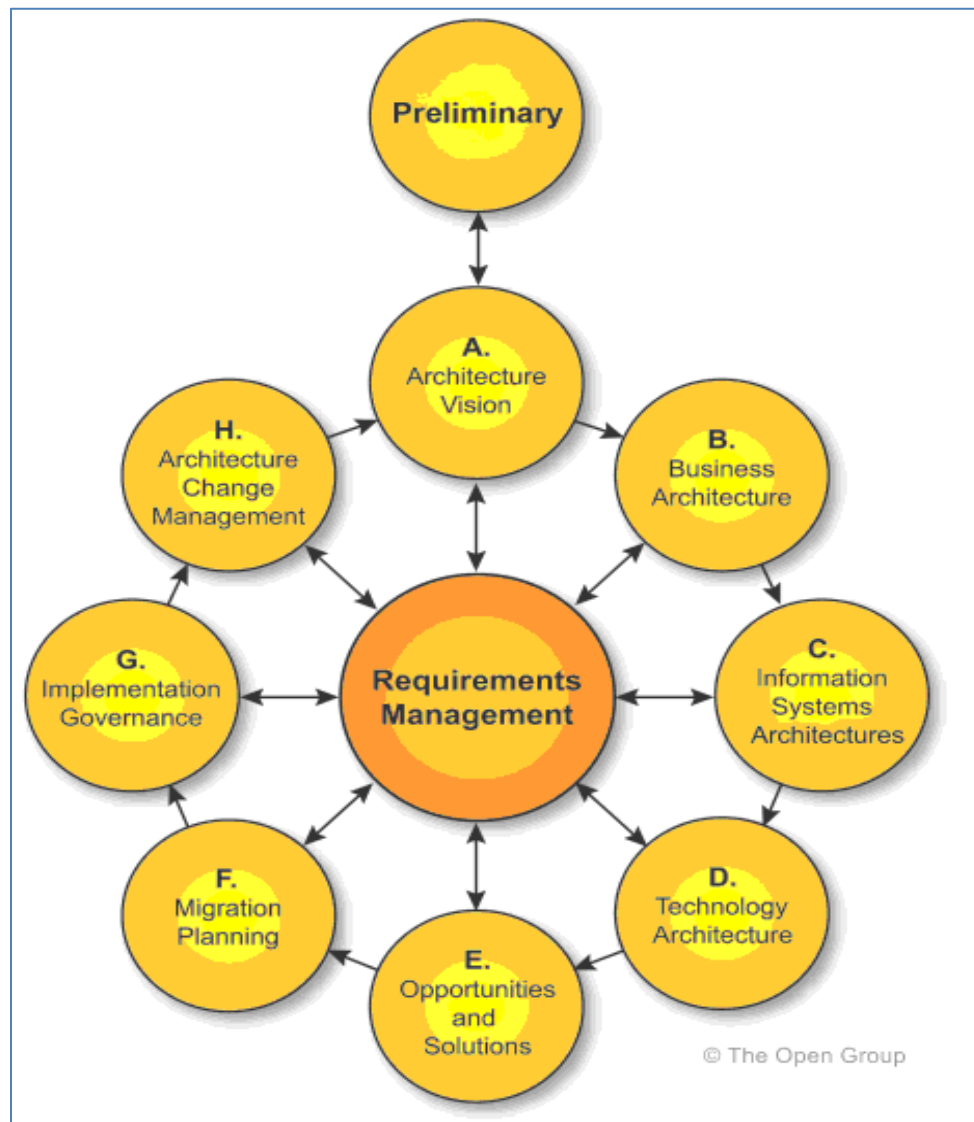 Preliminary
A.
Architecture
Vision
B.
Business
Architecture
C.
Information
Systems
Architectures
D.
Technology
Architecture
E.
Opportunities
and
Solutions
F.
Migration
Planning
G.
Implementation
Governance
H.
Architecture
Change
Management
Requirements
Management
© The Open Group